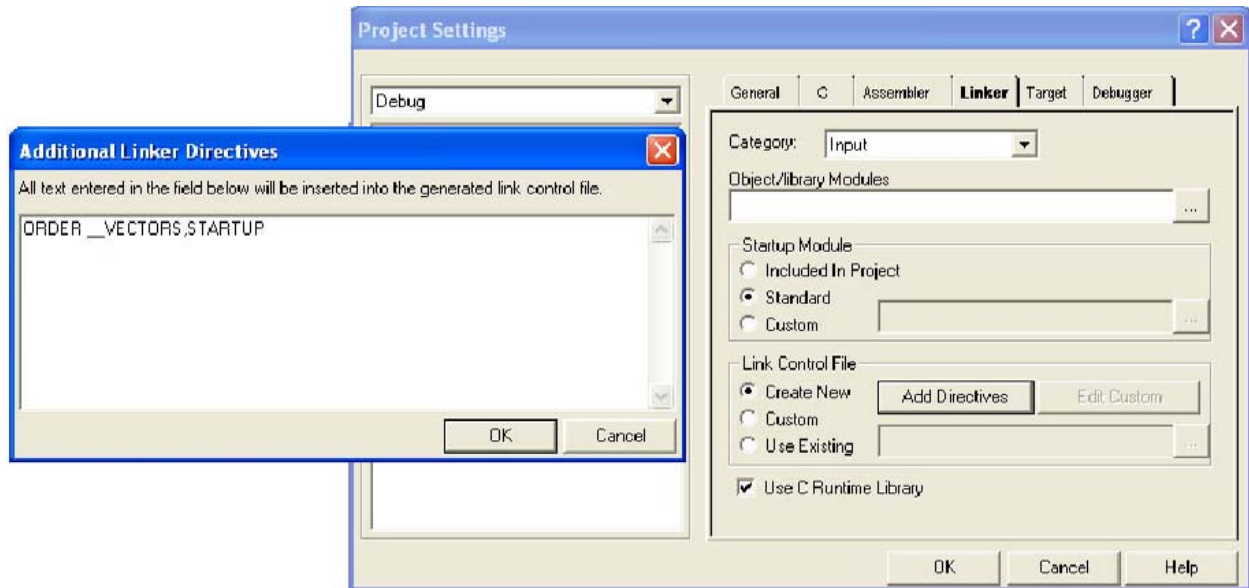 Project Settings
Debug
General C Assembler Linker Target Debugger
Category: Input
Object/library Modules
...
Startup Module
Included In Project
Standard
Custom
...
Link Control File
Create New
Add Directives
Edit Custom
Custom
Use Existing
...
Use C Runtime Library
OK Cancel Help
Additional Linker Directives
All text entered in the field below will be inserted into the generated link control file.
ORDER __VECTORS,STARTUP
OK Cancel